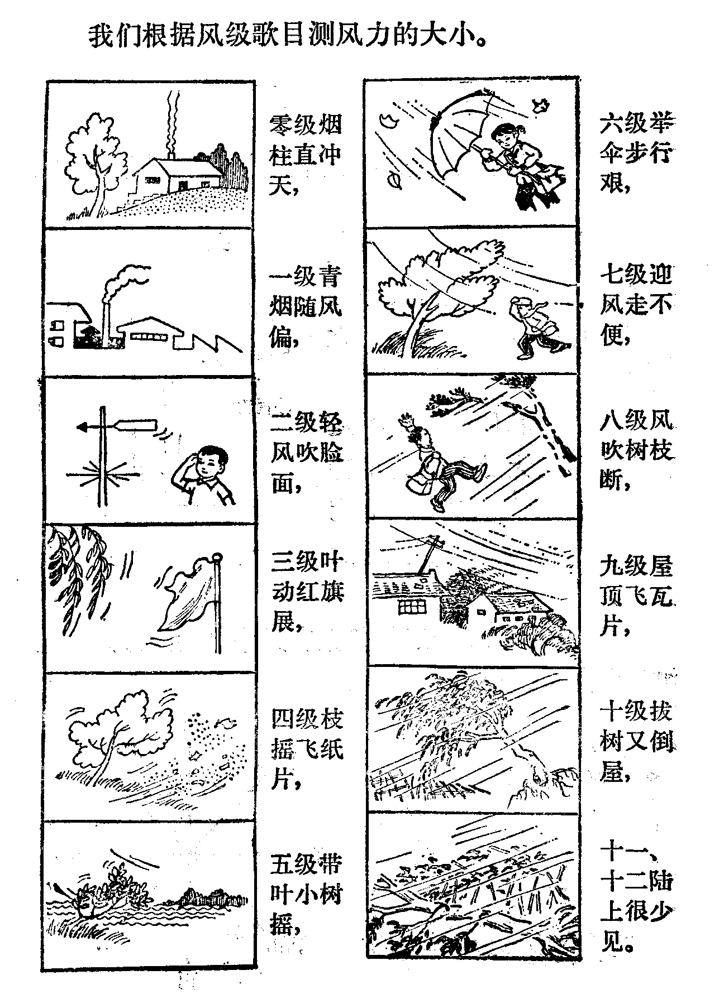 我们根据风级歌目测风力的大小。
零级烟
柱直冲
天，
一级青
烟随风
偏，
二级轻
风吹脸
面，
三级叶
动红旗
展，
四级枝
摇飞纸
片，
五级带
叶小树
摇，
六级举
伞步行
艰，
七级迎
风走不
便，
八级风
吹树枝
断，
九级屋
顶飞瓦
片，
十级拔
树又倒
屋，
十一、
十二陆
上很少
见。